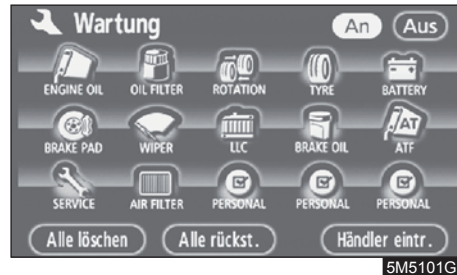 Wartung An Aus
ENGINE OIL OIL FILTER ROTATION TYRE BATTERY
AT
BRAKE PAD WIPER LLC BRAKE OIL ATF
SERVICE AIR FILTER PERSONAL PERSONAL PERSONAL
Alle löschen Alle rückst. Händler eintr.
5M5101G